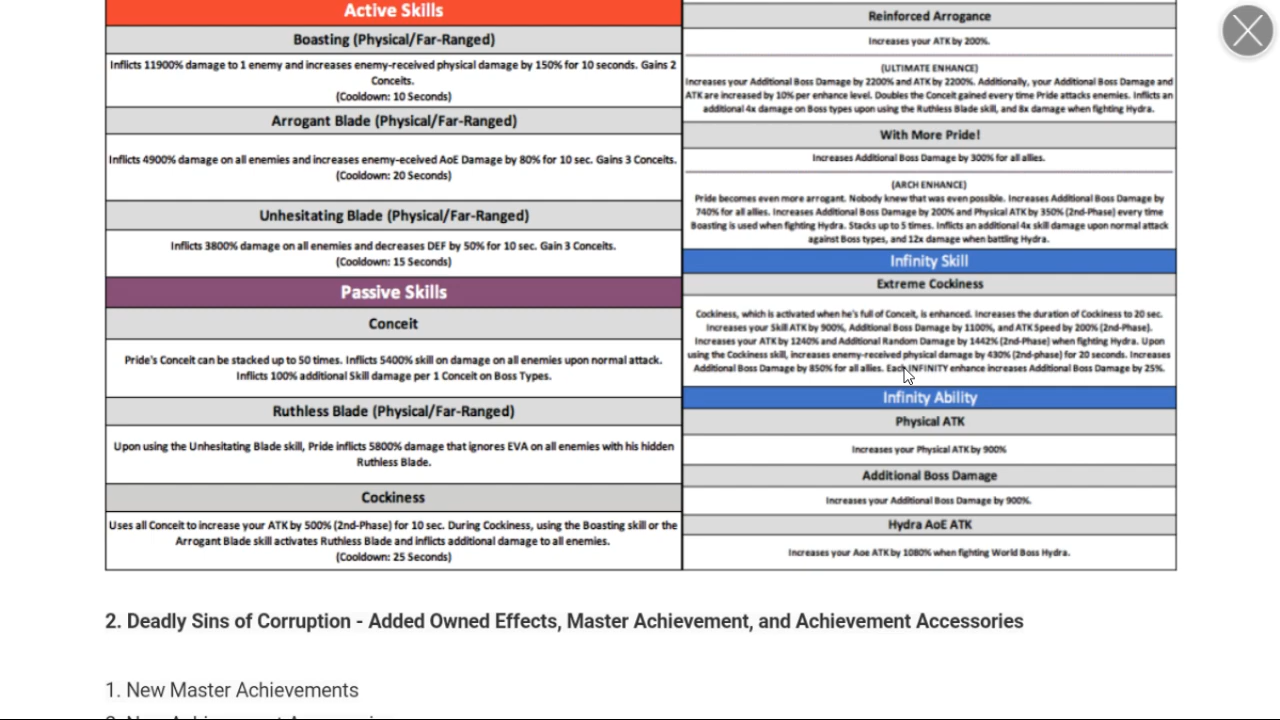 Active Skills
Boasting (Physical/Far-Ranged)
Inflicts 11900% damage to 1 enemy and increases enemy-received physical damage by 150% for 10 seconds. Gains 2
Conceits.
(Cooldown: 10 Seconds)
Arrogant Blade (Physical/Far-Ranged)
Inflicts 4900% damage on all enemies and increases enemy-eceived AoE Damage by 80% for 10 sec. Gains 3 Conceits.
(Cooldown: 20 Seconds)
Unhesitating Blade (Physical/Far-Ranged)
Inflicts 3800% damage on all enemies and decreases DEF by 50% for 10 sec. Gain 3 Conceits.
(Cooldown: 15 Seconds)
Passive Skills
Conceit
Pride's Conceit can be stacked up to 50 times. Inflicts 5400% skill on damage on all enemies upon normal attack.
Inflicts 100% additional Skill damage per 1 Conceit on Boss Types.
Ruthless Blade (Physical/Far-Ranged)
Upon using the Unhesitating Blade skill, Pride inflicts 5800% damage that ignores EVA on all enemies with his hidden
Ruthless Blade.
Cockiness
Uses all Conceit to increase your ATK by 500% (2nd-Phase) for 10 sec. During Cockiness, using the Boasting skill or the
Arrogant Blade skill activates Ruthless Blade and inflicts additional damage to all enemies.
(Cooldown: 25 Seconds)
Reinforced Arrogance
Increases your ATK by 200%.
(ULTIMATE ENHANCE)
Increases your Additional Boss Damage by 2200% and ATK by 2200%. Additionally, your Additional Boss Damage and
ATK are increased by 10% per enhance level. Doubles the Conceit gained every time Pride attacks enemies. Inflicts an
additional 4x damage on Boss types upon using the Ruthless Blade skill, and 8x damage when fighting Hydra.
With More Pride!
Increases Additional Boss Damage by 300% for all allies.
(ARCH ENHANCE)
Pride becomes even more arrogant. Nobody knew that was even possible. Increases Additional Boss Damage by
740% for all allies. Increases Additional Boss Damage by 200% and Physical ATK by 350% (2nd-Phase) every time
Boasting is used when fighting Hydra. Stacks up to 5 times. Inflicts an additional 4x skill damage upon normal attack
against Boss types, and 12x damage when battling Hydra.
Infinity Skill
Extreme Cockiness
Cockiness, which is activated when he's full of Conceit, is enhanced. Increases the duration of Cockiness to 20 sec.
Increases your Skill ATK by 900%, Additional Boss Damage by 1100%, and ATK Speed by 200% (2nd-Phase).
Increases your ATK by 1240% and Additional Random Damage by 1442% (2nd-Phase) when fighting Hydra. Upon
using the Cockiness skill, increases enemy-received physical damage by 430% (2nd-phase) for 20 seconds. Increases
Additional Boss Damage by 850% for all allies. Each INFINITY enhance increases Additional Boss Damage by 25%.
Infinity Ability
Physical ATK
Increases your Physical ATK by 900%
Additional Boss Damage
Increases your Additional Boss Damage by 900%.
Hydra AoE ATK
Increases your Aoe ATK by 1080% when fighting World Boss Hydra.
2. Deadly Sins of Corruption - Added Owned Effects, Master Achievement, and Achievement Accessories
1. New Master Achievements